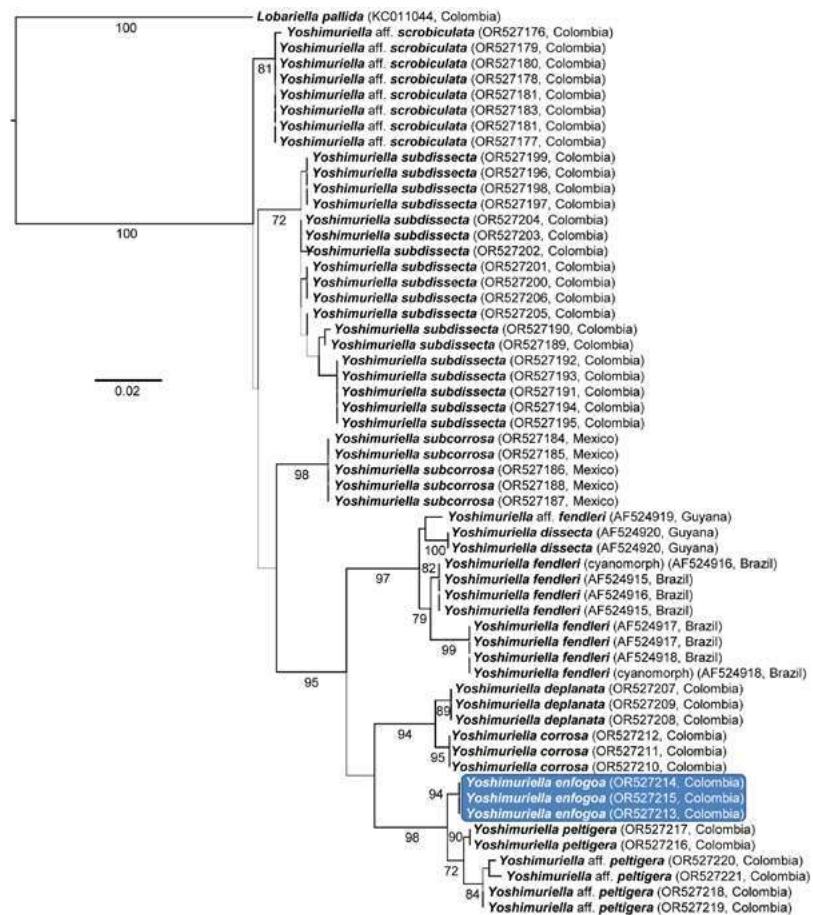 Lobariella pallida (KC011044, Colombia)
100
Yoshimuriella aff. scrobiculata (OR527176, Colombia)
Yoshimuriella aff. scrobiculata (OR527179, Colombia)
Yoshimuriella aff. scrobiculata (OR527180, Colombia)
81
Yoshimuriella aff. scrobiculata (OR527178, Colombia)
Yoshimuriella aff. scrobiculata (OR527181, Colombia)
Yoshimuriella aff. scrobiculata (OR527183, Colombia)
Yoshimuriella aff. scrobiculata (OR527181, Colombia)
Yoshimuriella aff. scrobiculata (OR527177, Colombia)
Yoshimuriella subdissecta (OR527199, Colombia)
Yoshimuriella subdissecta (OR527196, Colombia)
Yoshimuriella subdissecta (OR527198, Colombia)
Yoshimuriella subdissecta (OR527197, Colombia)
72
Yoshimuriella subdissecta (OR527204, Colombia)
100
Yoshimuriella subdissecta (OR527203, Colombia)
Yoshimuriella subdissecta (OR527202, Colombia)
Yoshimuriella subdissecta (OR527201, Colombia)
Yoshimuriella subdissecta (OR527200, Colombia)
Yoshimuriella subdissecta (OR527206, Colombia)
Yoshimuriella subdissecta (OR527205, Colombia)
Yoshimuriella subdissecta (OR527190, Colombia)
Yoshimuriella subdissecta (OR527189, Colombia)
Yoshimuriella subdissecta (OR527192, Colombia)
Yoshimuriella subdissecta (OR527193, Colombia)
0.02
Yoshimuriella subdissecta (OR527191, Colombia)
Yoshimuriella subdissecta (OR527194, Colombia)
Yoshimuriella subdissecta (OR527195, Colombia)
Yoshimuriella subcorrosa (OR527184, Mexico)
Yoshimuriella subcorrosa (OR527185, Mexico)
98
Yoshimuriella subcorrosa (OR527186, Mexico)
Yoshimuriella subcorrosa (OR527188, Mexico)
Yoshimuriella subcorrosa (OR527187, Mexico)
Yoshimuriella aff. fendleri (AF524919, Guyana)
Yoshimuriella dissecta (AF524920, Guyana)
100
Yoshimuriella dissecta (AF524920, Guyana)
82
Yoshimuriella fendleri (cyanomorph) (AF524916, Brazil)
97
Yoshimuriella fendleri (AF524915, Brazil)
Yoshimuriella fendleri (AF524916, Brazil)
Yoshimuriella fendleri (AF524915, Brazil)
79
Yoshimuriella fendleri (AF524917, Brazil)
Yoshimuriella fendleri (AF524917, Brazil)
99
Yoshimuriella fendleri (AF524918, Brazil)
Yoshimuriella fendleri (cyanomorph) (AF524918, Brazil)
95
Yoshimuriella deplanata (OR527207, Colombia)
Yoshimuriella deplanata (OR527209, Colombia)
89
Yoshimuriella deplanata (OR527208, Colombia)
94
Yoshimuriella corrosa (OR527212, Colombia)
Yoshimuriella corrosa (OR527211, Colombia)
95
Yoshimuriella corrosa (OR527210, Colombia)
Yoshimuriella enfogoa (OR527214, Colombia)
94
Yoshimuriella enfogoa (OR527215, Colombia)
Yoshimuriella enfogoa (OR527213, Colombia)
98
90
Yoshimuriella peltigera (OR527217, Colombia)
Yoshimuriella peltigera (OR527216, Colombia)
72
Yoshimuriella aff. peltigera (OR527220, Colombia)
Yoshimuriella aff. peltigera (OR527221, Colombia)
84
Yoshimuriella aff. peltigera (OR527218, Colombia)
Yoshimuriella aff. peltigera (OR527219, Colombia)